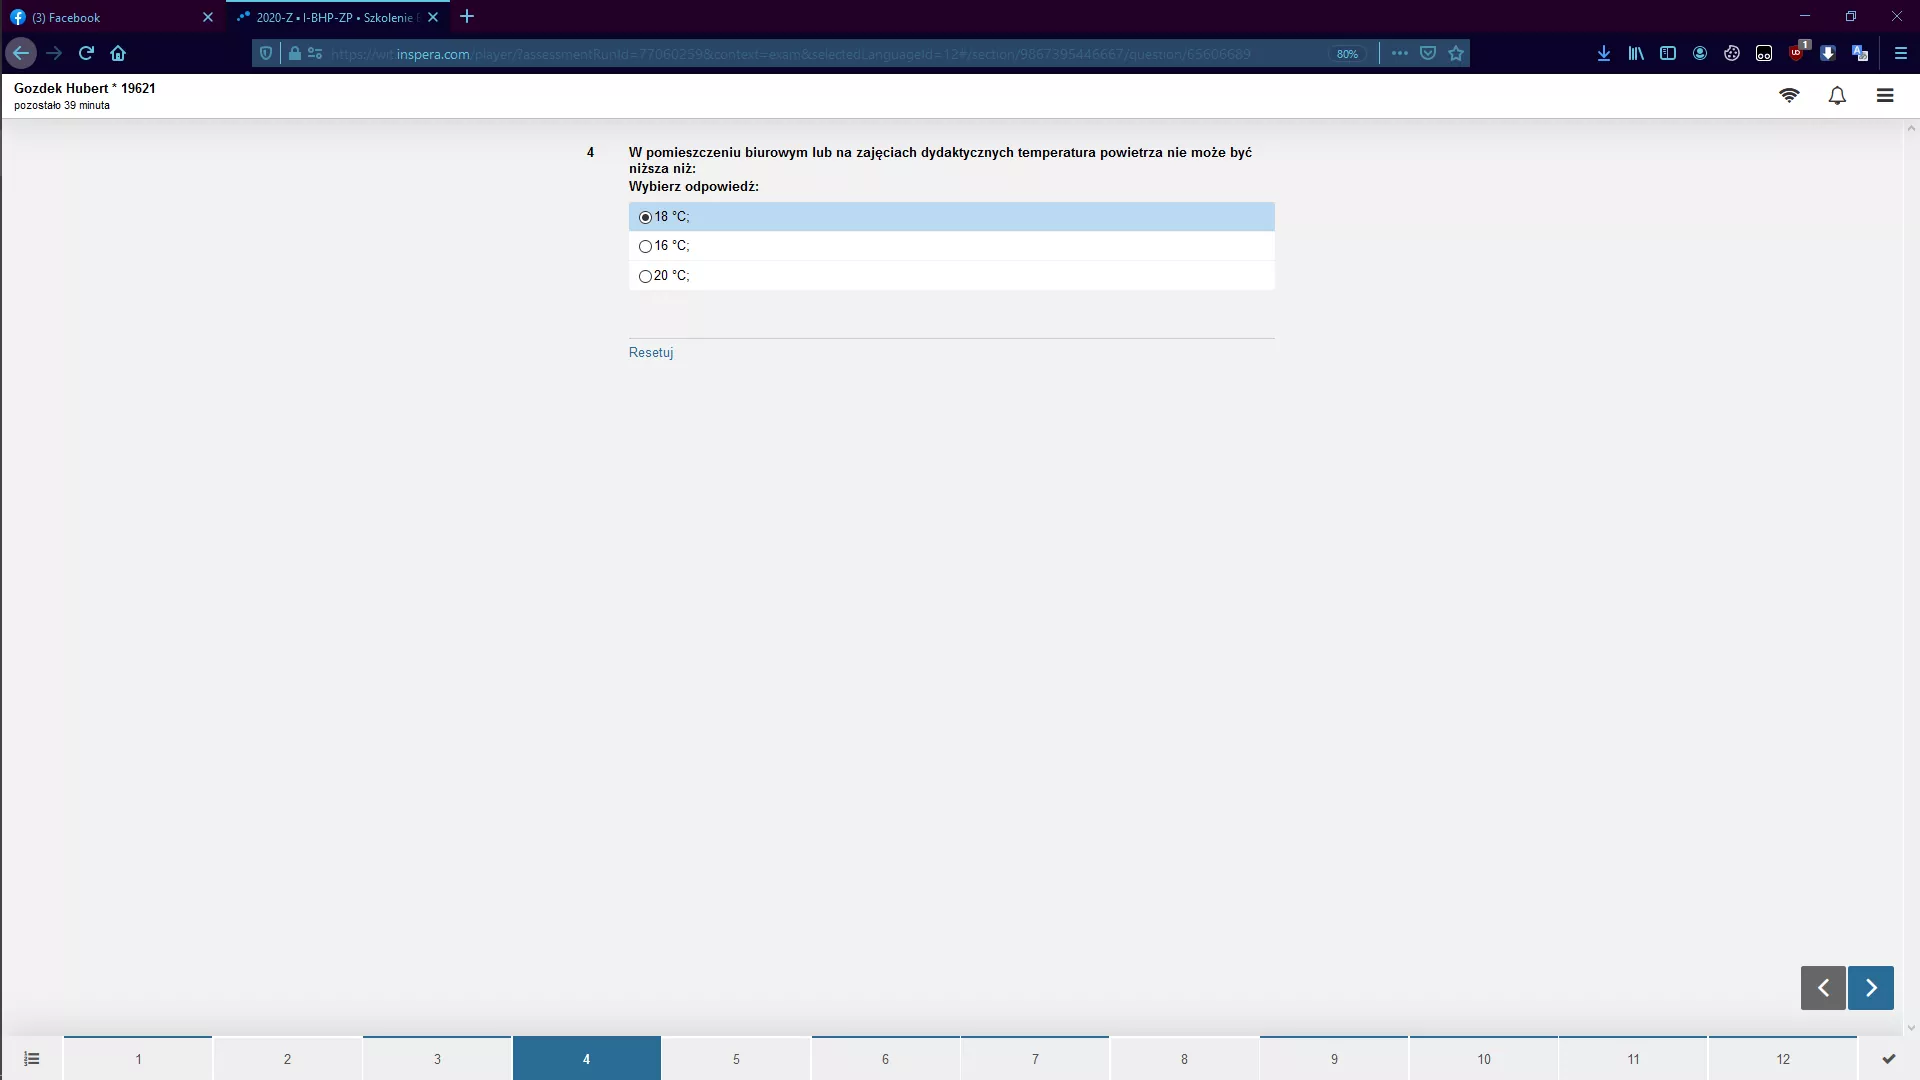 (3) Facebook
2020-Z • I-BHP-ZP • Szkolenie
https://wit.inspera.com/player/?assessmentRunId=77060259&context=exam&selectedLanguageId=12#/section/9867395446667/question/65606689
80%
1
Gozdek Hubert * 19621
pozostało 39 minuta
4 W pomieszczeniu biurowym lub na zajęciach dydaktycznych temperatura powietrza nie może być
niższa niż:
Wybierz odpowiedź:
18 °C;
16 °C;
20 °C;
Resetuj
1 2 3 4 5 6 7 8 9 10 11 12